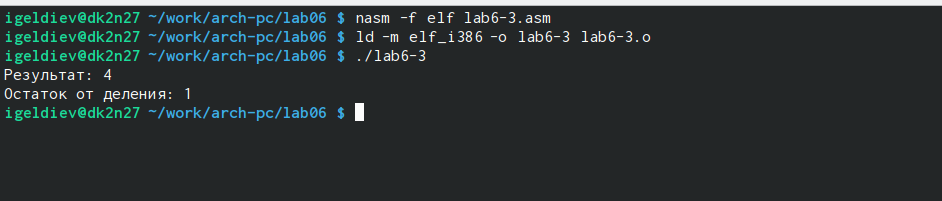 igeldiev@dk2n27 ~/work/arch-pc/lab06 $ nasm -f elf lab6-3.asm
igeldiev@dk2n27 ~/work/arch-pc/lab06 $ ld -m elf_i386 -o lab6-3 lab6-3.o
igeldiev@dk2n27 ~/work/arch-pc/lab06 $ ./lab6-3
Результат: 4
Остаток от деления: 1
igeldiev@dk2n27 ~/work/arch-pc/lab06 $